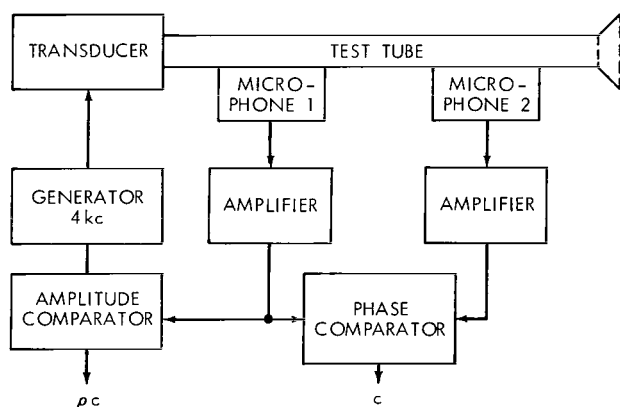 TRANSDUCER
TEST TUBE
MICRO-
PHONE 1
MICRO-
PHONE 2
GENERATOR
4kc
AMPLIFIER
AMPLIFIER
AMPLITUDE
COMPARATOR
PHASE
COMPARATOR
ρc
c